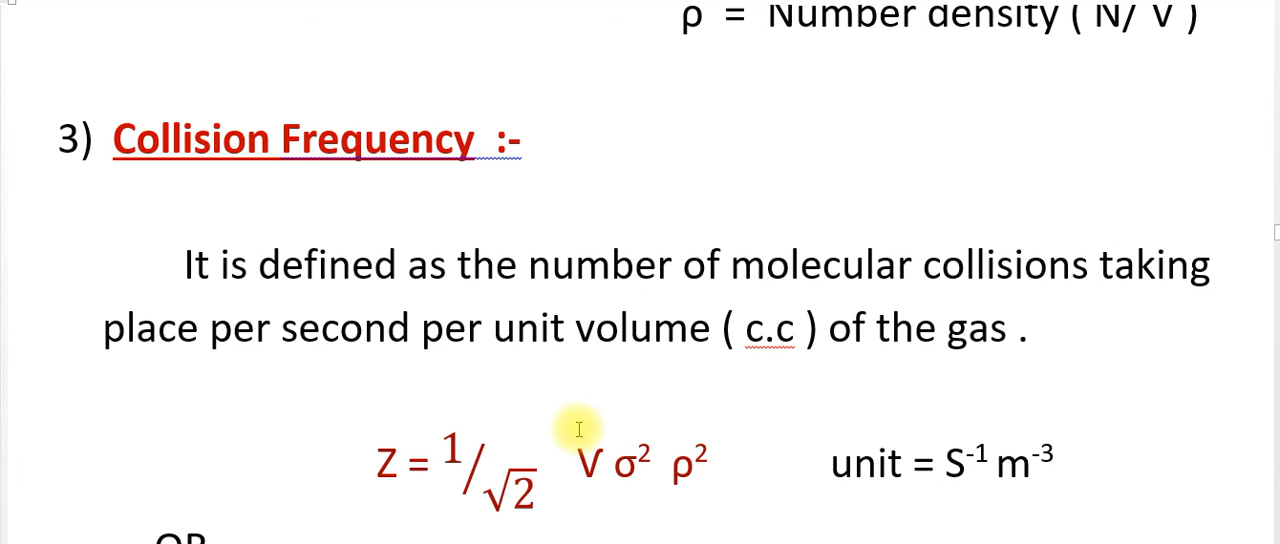 ρ = Number density ( N/ V )
3) Collision Frequency :-
It is defined as the number of molecular collisions taking
place per second per unit volume ( c.c ) of the gas .
Z = 1/√2 V σ² ρ² unit = S⁻¹ m⁻³
OR